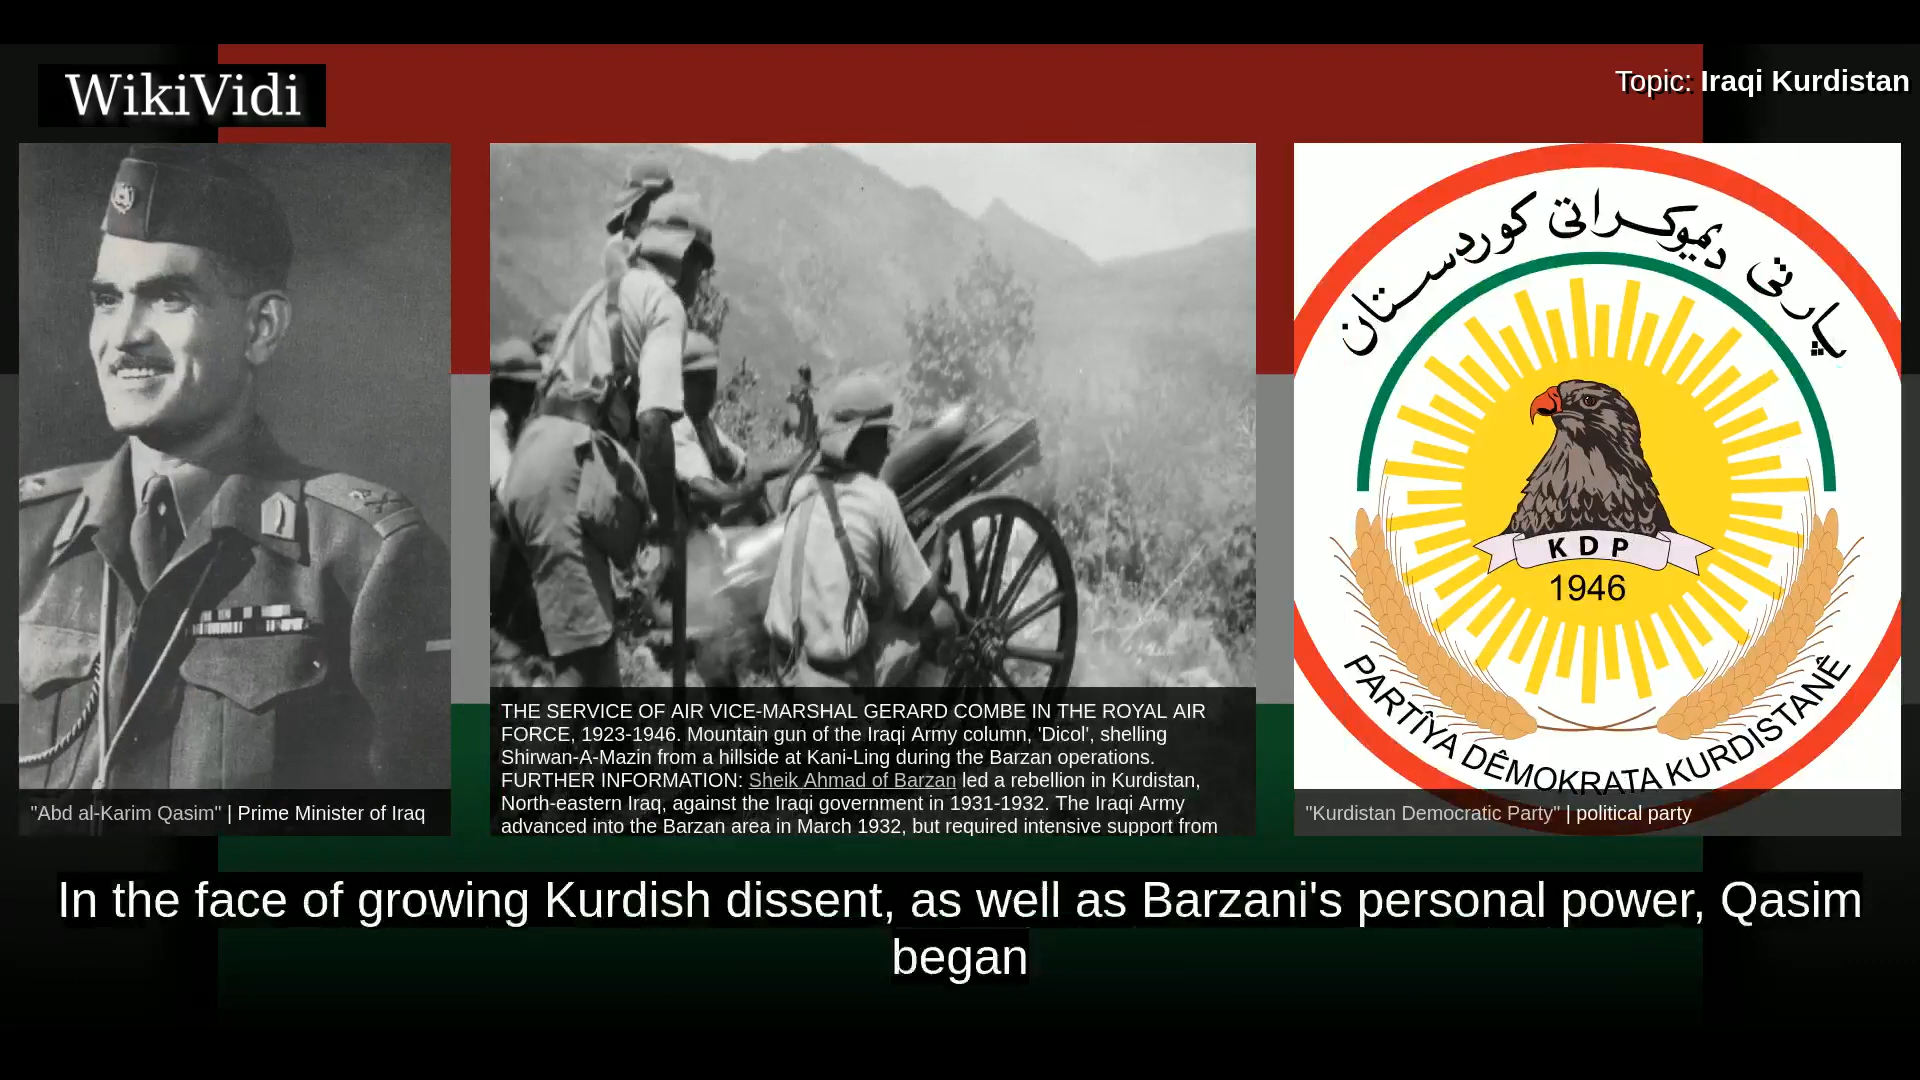 WikiVidi
Topic: Iraqi Kurdistan
پارتی دیموکراتی کوردستان
KDP
1946
PARTÎYA DÊMOKRATA KURDISTANÊ
THE SERVICE OF AIR VICE-MARSHAL GERARD COMBE IN THE ROYAL AIR
FORCE, 1923-1946. Mountain gun of the Iraqi Army column, 'Dicol', shelling
Shirwan-A-Mazin from a hillside at Kani-Ling during the Barzan operations.
FURTHER INFORMATION: Sheik Ahmad of Barzan led a rebellion in Kurdistan,
North-eastern Iraq, against the Iraqi government in 1931-1932. The Iraqi Army
advanced into the Barzan area in March 1932, but required intensive support from
"Abd al-Karim Qasim" | Prime Minister of Iraq
"Kurdistan Democratic Party" | political party
In the face of growing Kurdish dissent, as well as Barzani's personal power, Qasim
began